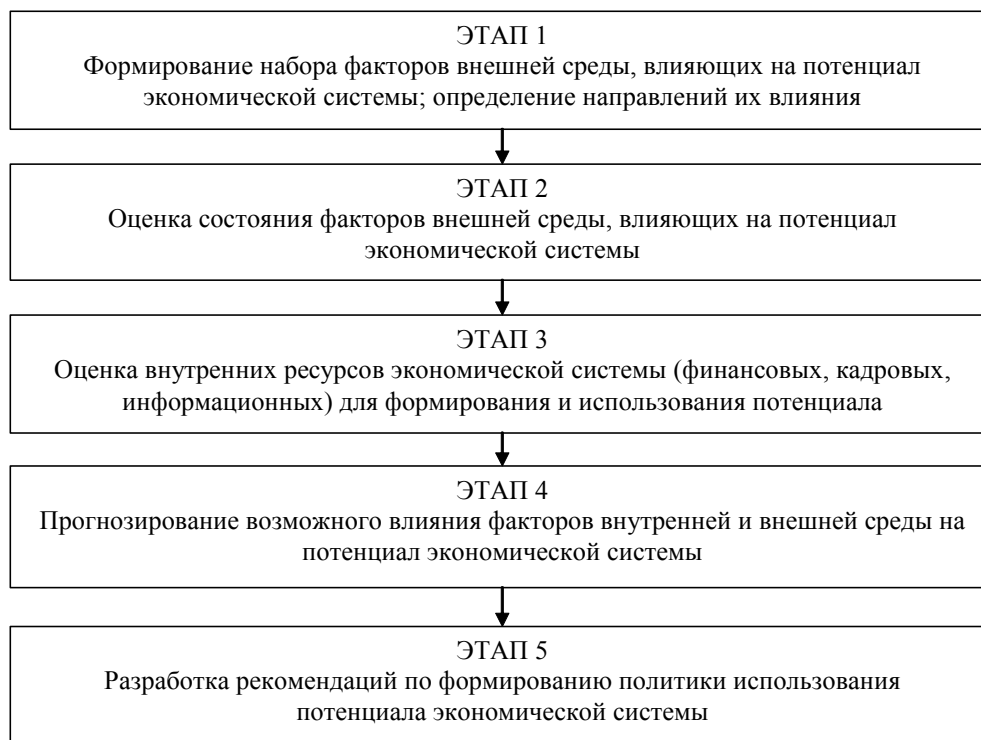 ЭТАП 1
Формирование набора факторов внешней среды, влияющих на потенциал
экономической системы; определение направлений их влияния
ЭТАП 2
Оценка состояния факторов внешней среды, влияющих на потенциал
экономической системы
ЭТАП 3
Оценка внутренних ресурсов экономической системы (финансовых, кадровых,
информационных) для формирования и использования потенциала
ЭТАП 4
Прогнозирование возможного влияния факторов внутренней и внешней среды на
потенциал экономической системы
ЭТАП 5
Разработка рекомендаций по формированию политики использования
потенциала экономической системы